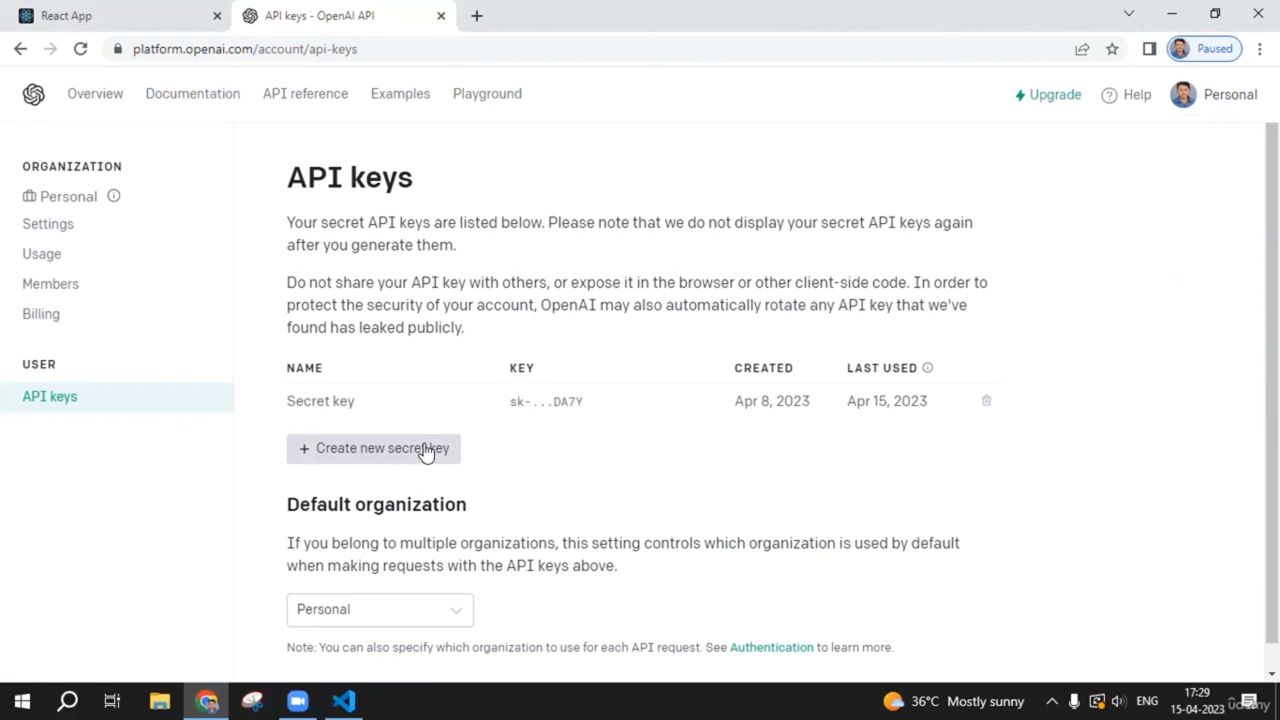 React App
API keys - OpenAI API
platform.openai.com/account/api-keys
Paused
Overview
Documentation
API reference
Examples
Playground
Upgrade
Help
Personal
ORGANIZATION
Personal
Settings
Usage
Members
Billing
USER
API keys
API keys
Your secret API keys are listed below. Please note that we do not display your secret API keys again
after you generate them.
Do not share your API key with others, or expose it in the browser or other client-side code. In order to
protect the security of your account, OpenAI may also automatically rotate any API key that we've
found has leaked publicly.
NAME KEY CREATED LAST USED
Secret key sk-...DA7Y Apr 8, 2023 Apr 15, 2023
+ Create new secret key
Default organization
If you belong to multiple organizations, this setting controls which organization is used by default
when making requests with the API keys above.
Personal
Note: You can also specify which organization to use for each API request. See Authentication to learn more.
36°C Mostly sunny
ENG
17:29
15-04-2023
udemy